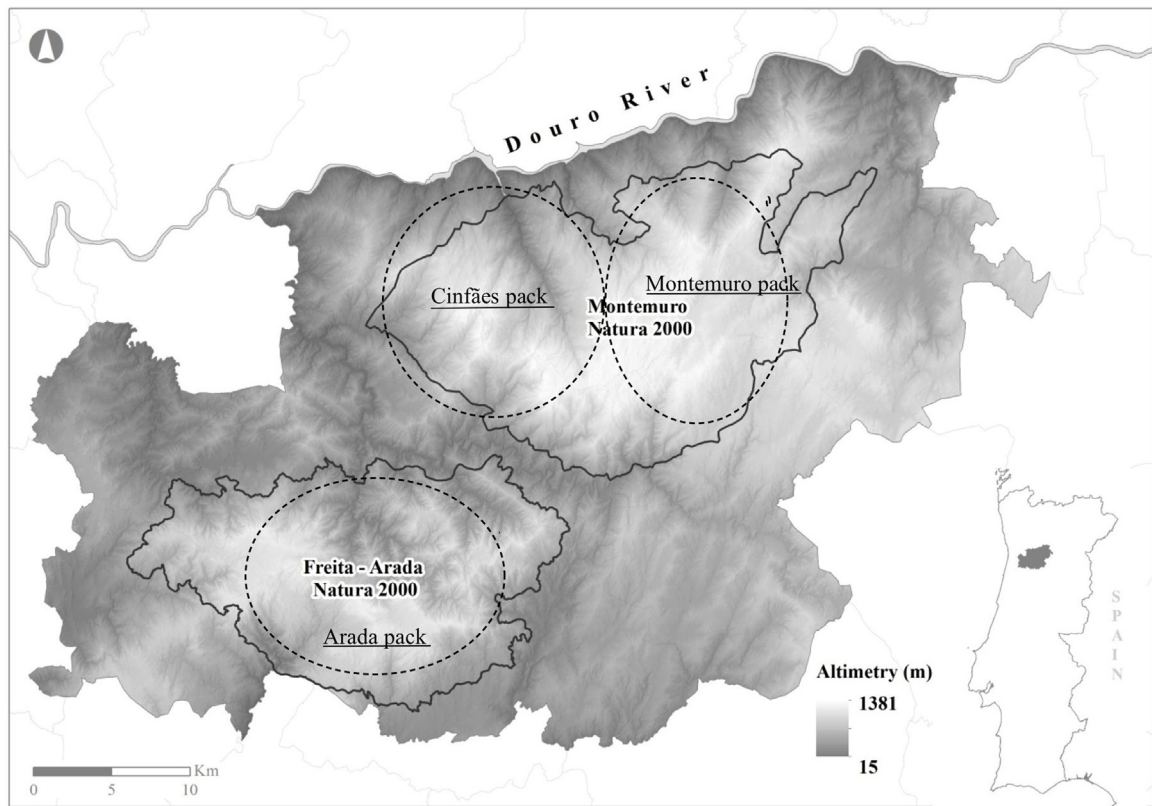 Douro River
Cinfães pack
Montemuro pack
Montemuro
Natura 2000
Freita - Arada
Natura 2000
Arada pack
SPAIN
Altimetry (m)
1381
15
Km
0 5 10